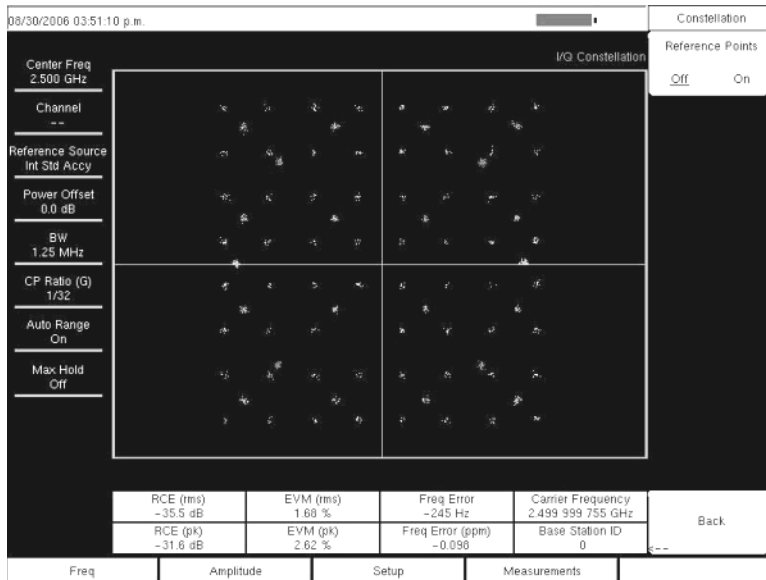 08/30/2006 03:51:10 p.m.
Constellation
Reference Points
Off On
I/Q Constellation
Center Freq
2.500 GHz
Channel
--
Reference Source
Int Std Accy
Power Offset
0.0 dB
BW
1.25 MHz
CP Ratio (G)
1/32
Auto Range
On
Max Hold
Off
RCE (rms)
-35.5 dB
EVM (rms)
1.68 %
Freq Error
-245 Hz
Carrier Frequency
2.499 999 755 GHz
RCE (pk)
-31.6 dB
EVM (pk)
2.62 %
Freq Error (ppm)
-0.098
Base Station ID
0
Back
<--
Freq
Amplitude
Setup
Measurements